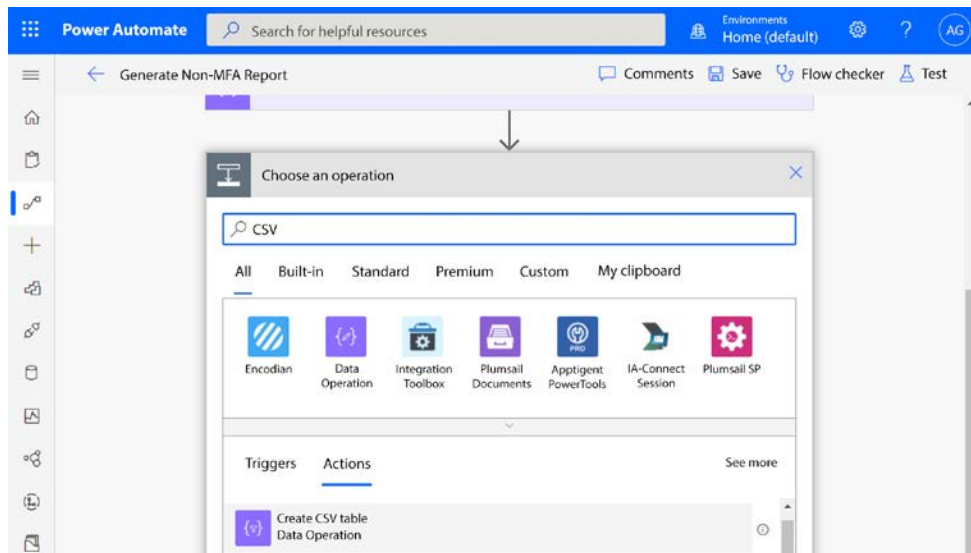 Power Automate
Search for helpful resources
Environments
Home (default)
?
AG
Generate Non-MFA Report
Comments
Save
Flow checker
Test
Choose an operation
CSV
All
Built-in
Standard
Premium
Custom
My clipboard
Encodian
Data
Operation
Integration
Toolbox
Plumsail
Documents
PRO
Apptigent
PowerTools
IA-Connect
Session
Plumsail SP
Triggers
Actions
See more
Create CSV table
Data Operation